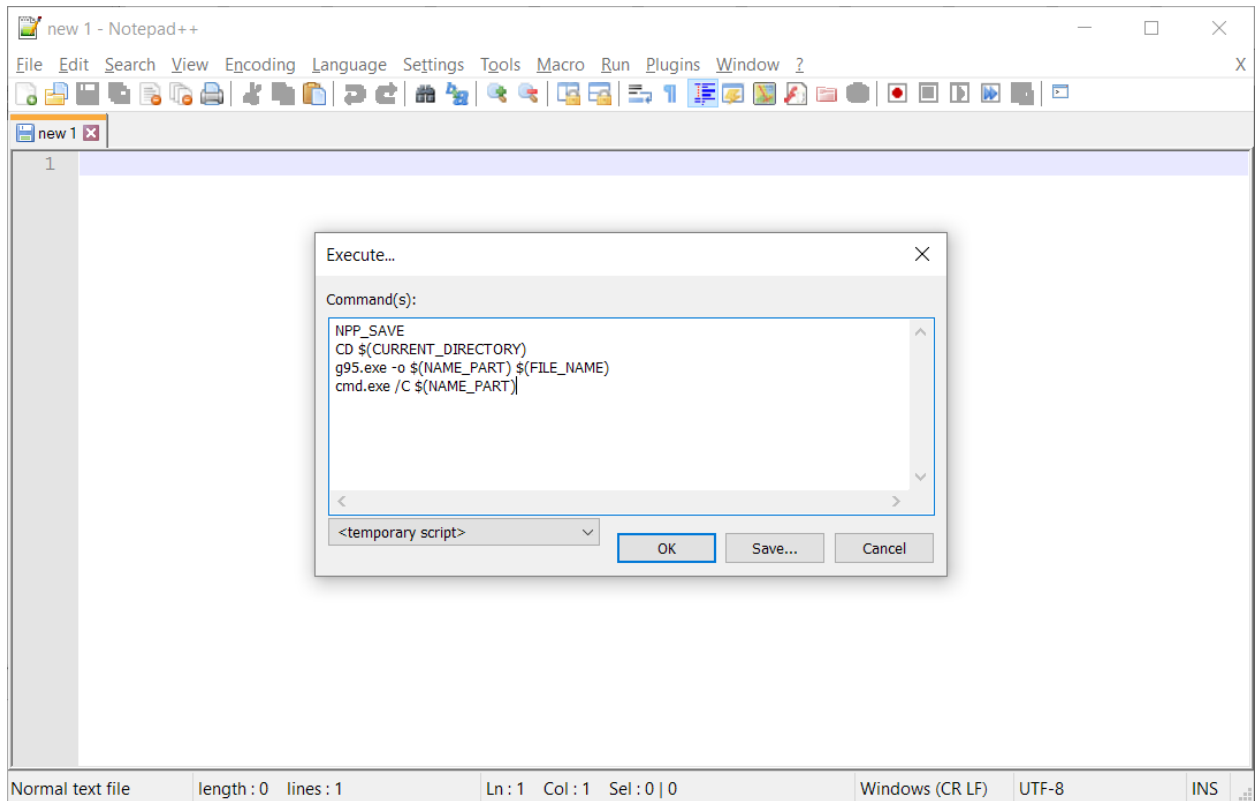 new 1 - Notepad++
File Edit Search View Encoding Language Settings Tools Macro Run Plugins Window ? X
new 1
1
Execute...
Command(s):
NPP_SAVE
CD $(CURRENT_DIRECTORY)
g95.exe -o $(NAME_PART) $(FILE_NAME)
cmd.exe /C $(NAME_PART)
<temporary script>
OK Save... Cancel
Normal text file length : 0 lines : 1 Ln : 1 Col : 1 Sel : 0 | 0 Windows (CR LF) UTF-8 INS